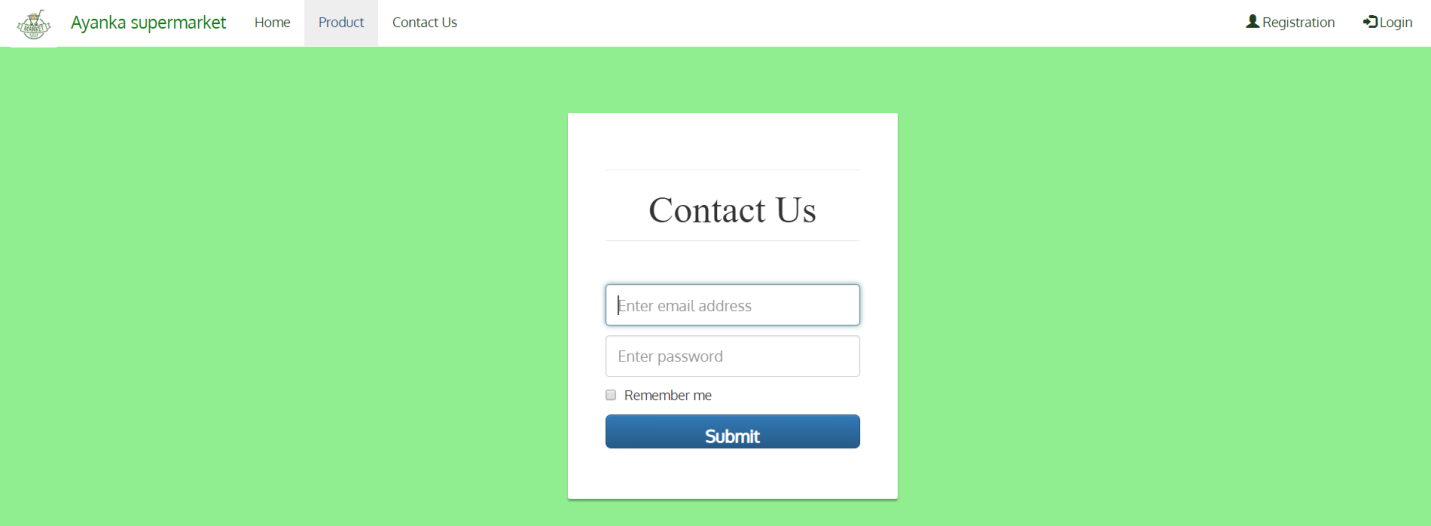 Ayanka supermarket Home Product Contact Us Registration Login
Contact Us
Enter email address
Enter password
Remember me
Submit